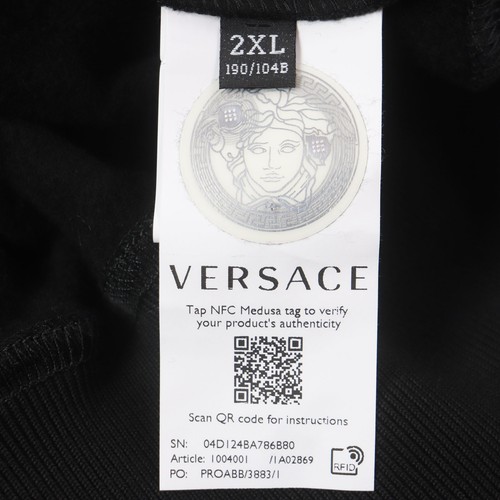 2XL
190/104B
VERSACE
Tap NFC Medusa tag to verify
your product's authenticity
Scan QR code for instructions
SN: 04D124BA786B80
Article: 1004001 /1A02869
PO: PROABB/3883/1
RFID